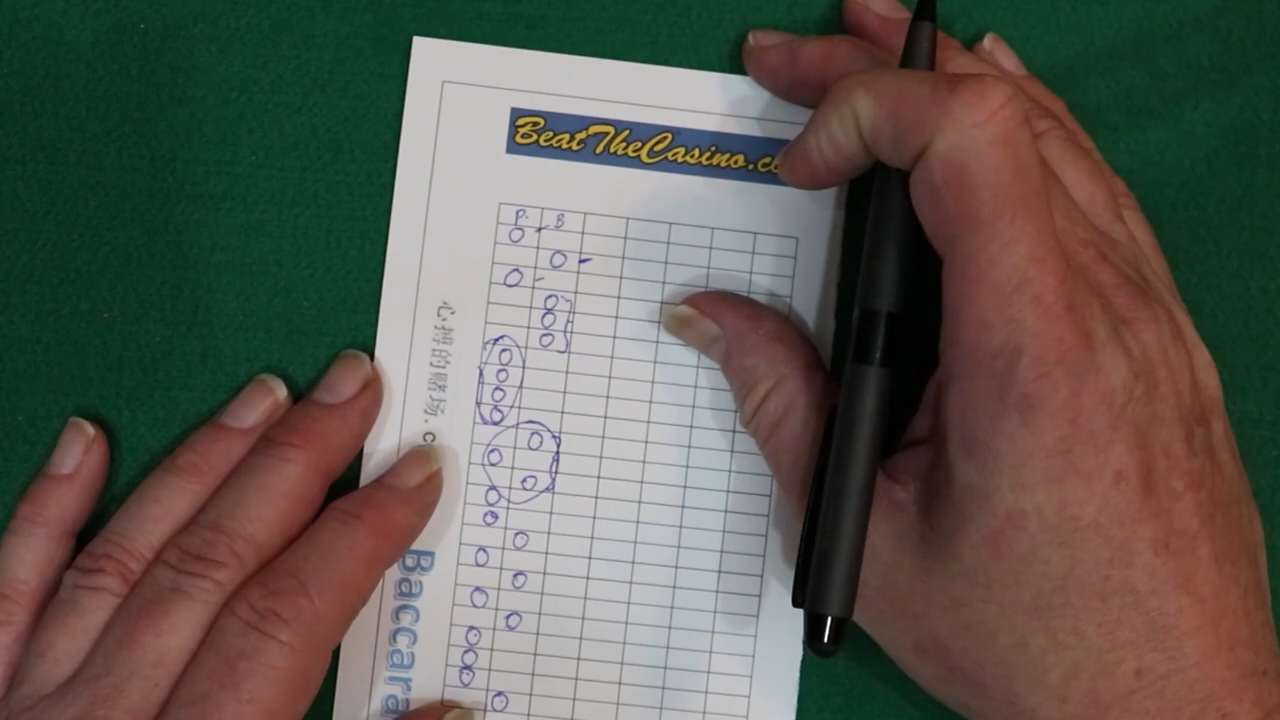 BeatTheCasino.c
P. B
心搏的赌场.c
Baccara